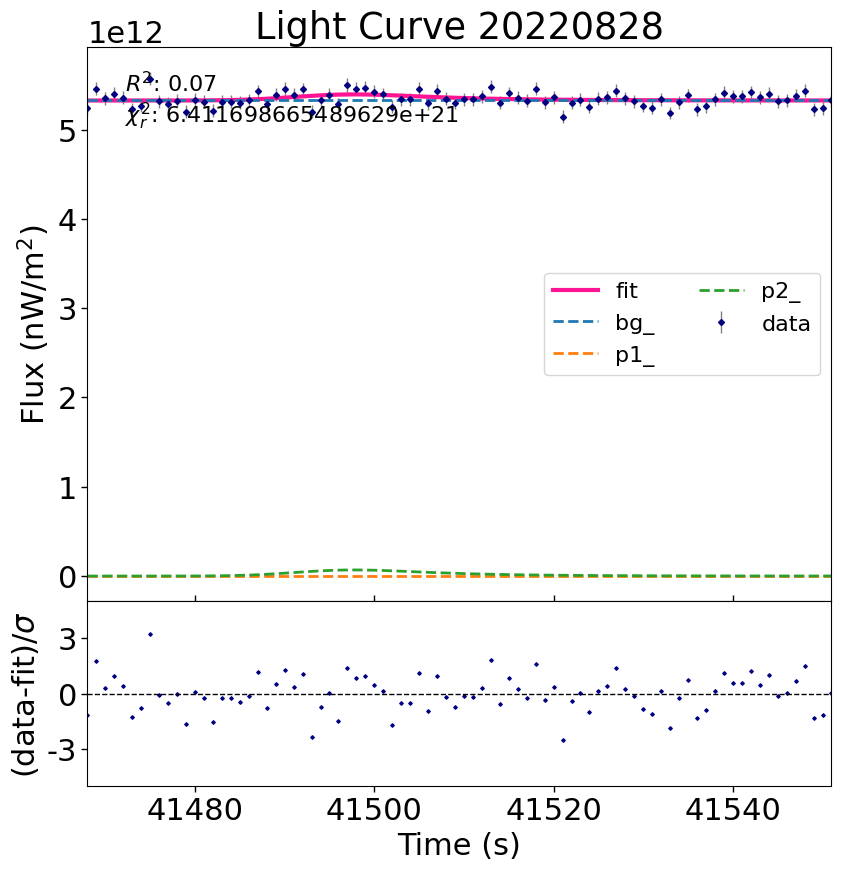 Light Curve 20220828
1e12
R²: 0.07
χ²ᵣ: 6.411698665489629e+21
5
4
3
2
1
0
Flux (nW/m²)
fit
bg_
p1_
p2_
data
3
0
-3
(data-fit)/σ
41480
41500
41520
41540
Time (s)